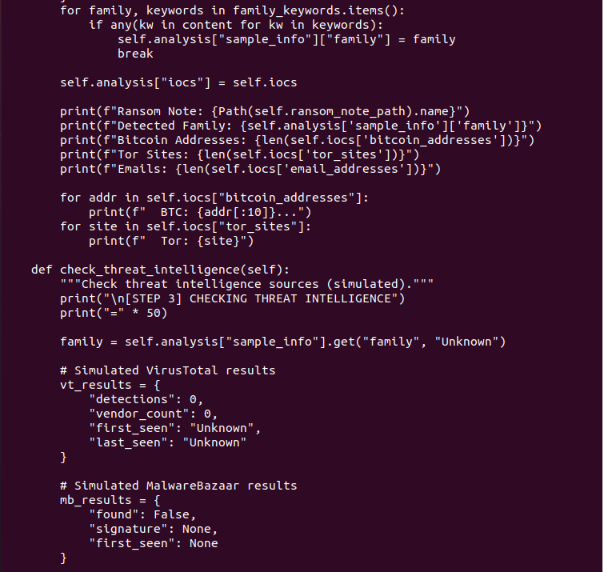 for family, keywords in family_keywords.items():
if any(kw in content for kw in keywords):
self.analysis["sample_info"]["family"] = family
break
self.analysis["iocs"] = self.iocs
print(f"Ransom Note: {Path(self.ransom_note_path).name}")
print(f"Detected Family: {self.analysis['sample_info']['family']}")
print(f"Bitcoin Addresses: {len(self.iocs['bitcoin_addresses'])}")
print(f"Tor Sites: {len(self.iocs['tor_sites'])}")
print(f"Emails: {len(self.iocs['email_addresses'])}")
for addr in self.iocs["bitcoin_addresses"]:
print(f"  BTC: {addr[:10]}...")
for site in self.iocs["tor_sites"]:
print(f"  Tor: {site}")
def check_threat_intelligence(self):
"""Check threat intelligence sources (simulated)."""
print("\n[STEP 3] CHECKING THREAT INTELLIGENCE")
print("=" * 50)
family = self.analysis["sample_info"].get("family", "Unknown")
# Simulated VirusTotal results
vt_results = {
"detections": 0,
"vendor_count": 0,
"first_seen": "Unknown",
"last_seen": "Unknown"
}
# Simulated MalwareBazaar results
mb_results = {
"found": False,
"signature": None,
"first_seen": None
}